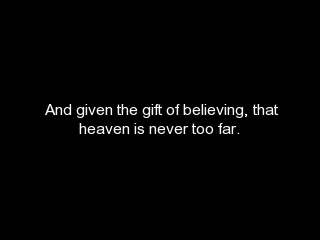 And given the gift of believing, that
heaven is never too far.